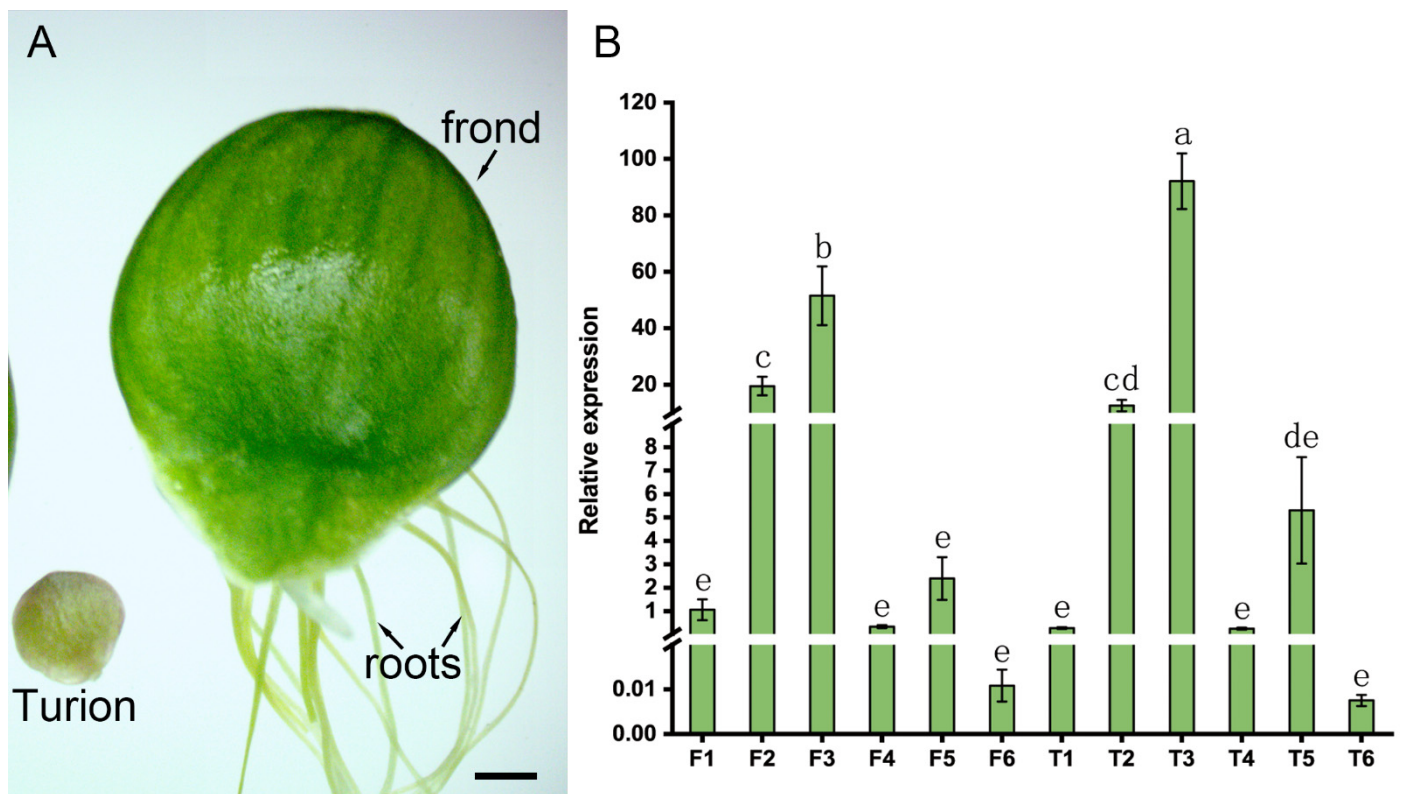 A
frond
roots
Turion
B
Relative expression
120
100
80
60
40
20
8
7
6
5
4
3
2
1
0.01
0.00
e
c
b
e
e
e
e
cd
a
e
de
e
F1 F2 F3 F4 F5 F6 T1 T2 T3 T4 T5 T6